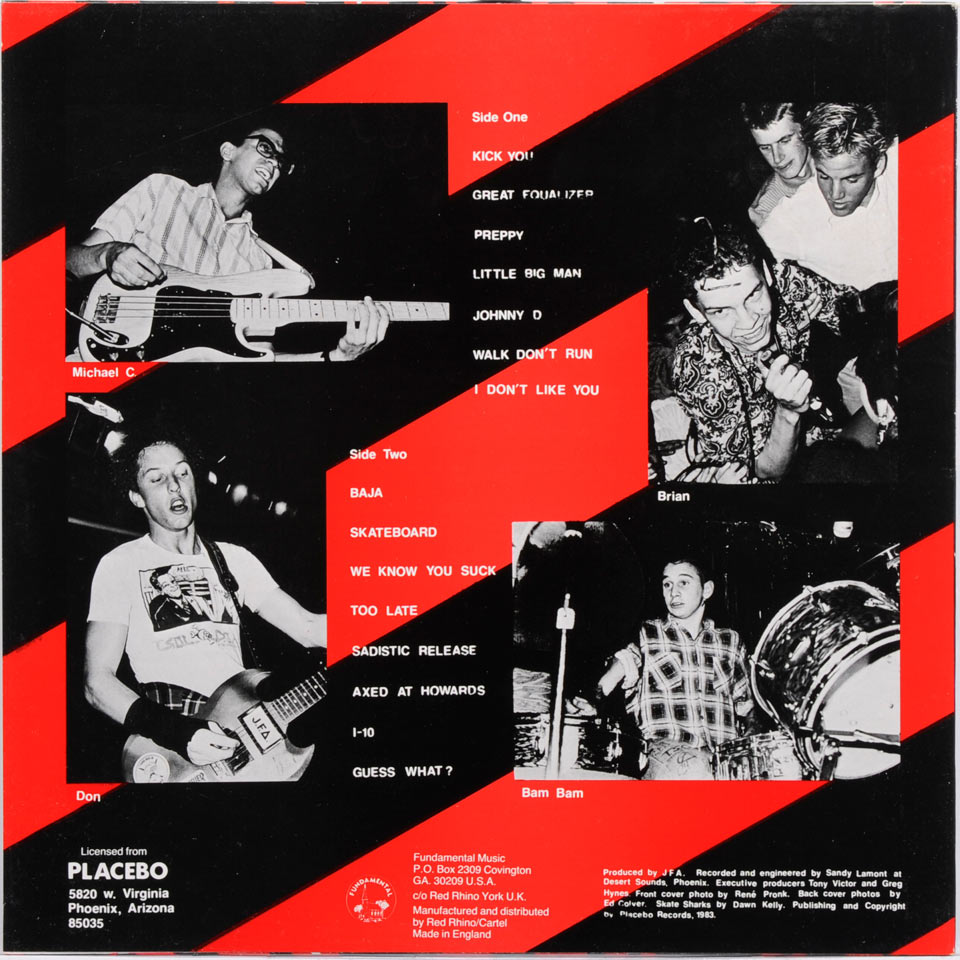 Side One
KICK YOU
GREAT EQUALIZER
PREPPY
LITTLE BIG MAN
JOHNNY D
WALK DON'T RUN
I DON'T LIKE YOU
Michael C.
Brian
Side Two
BAJA
SKATEBOARD
WE KNOW YOU SUCK
TOO LATE
SADISTIC RELEASE
AXED AT HOWARDS
I-10
GUESS WHAT?
J.F.A
Don
Bam Bam
Licensed from
PLACEBO
5820 w. Virginia
Phoenix, Arizona
85035
FUNDAMENTAL
Fundamental Music
P.O. Box 2309 Covington
GA. 30209 U.S.A.
c/o Red Rhino York U.K.
Manufactured and distributed
by Red Rhino/Cartel
Made in England
Produced by J F A. Recorded and engineered by Sandy Lamont at
Desert Sounds, Phoenix. Executive producers Tony Victor and Greg
Hynes. Front cover photo by René Pronk. Back cover photos by
Ed Colver. Skate Sharks by Dawn Kelly. Publishing and Copyright
by Placebo Records, 1983.